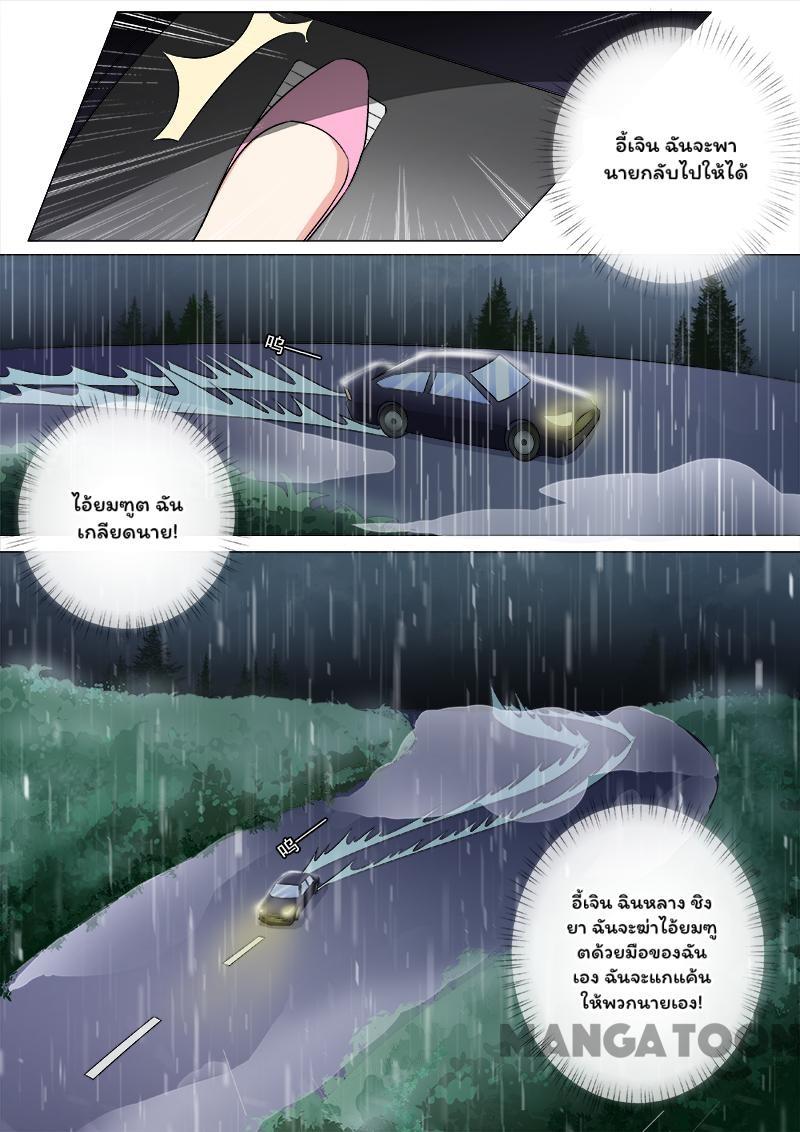 อี้เจิน ฉันจะพา
นายกลับไปให้ได้
呜——
ไอ้ยมฑูต ฉัน
เกลียดนาย!
呜——
อี้เจิน ฉินหลาง ชิง
ยา ฉันจะฆ่าไอ้ยมฑู
ตด้วยมือของฉัน
เอง ฉันจะแกแค้น
ให้พวกนายเอง!
MANGATOON